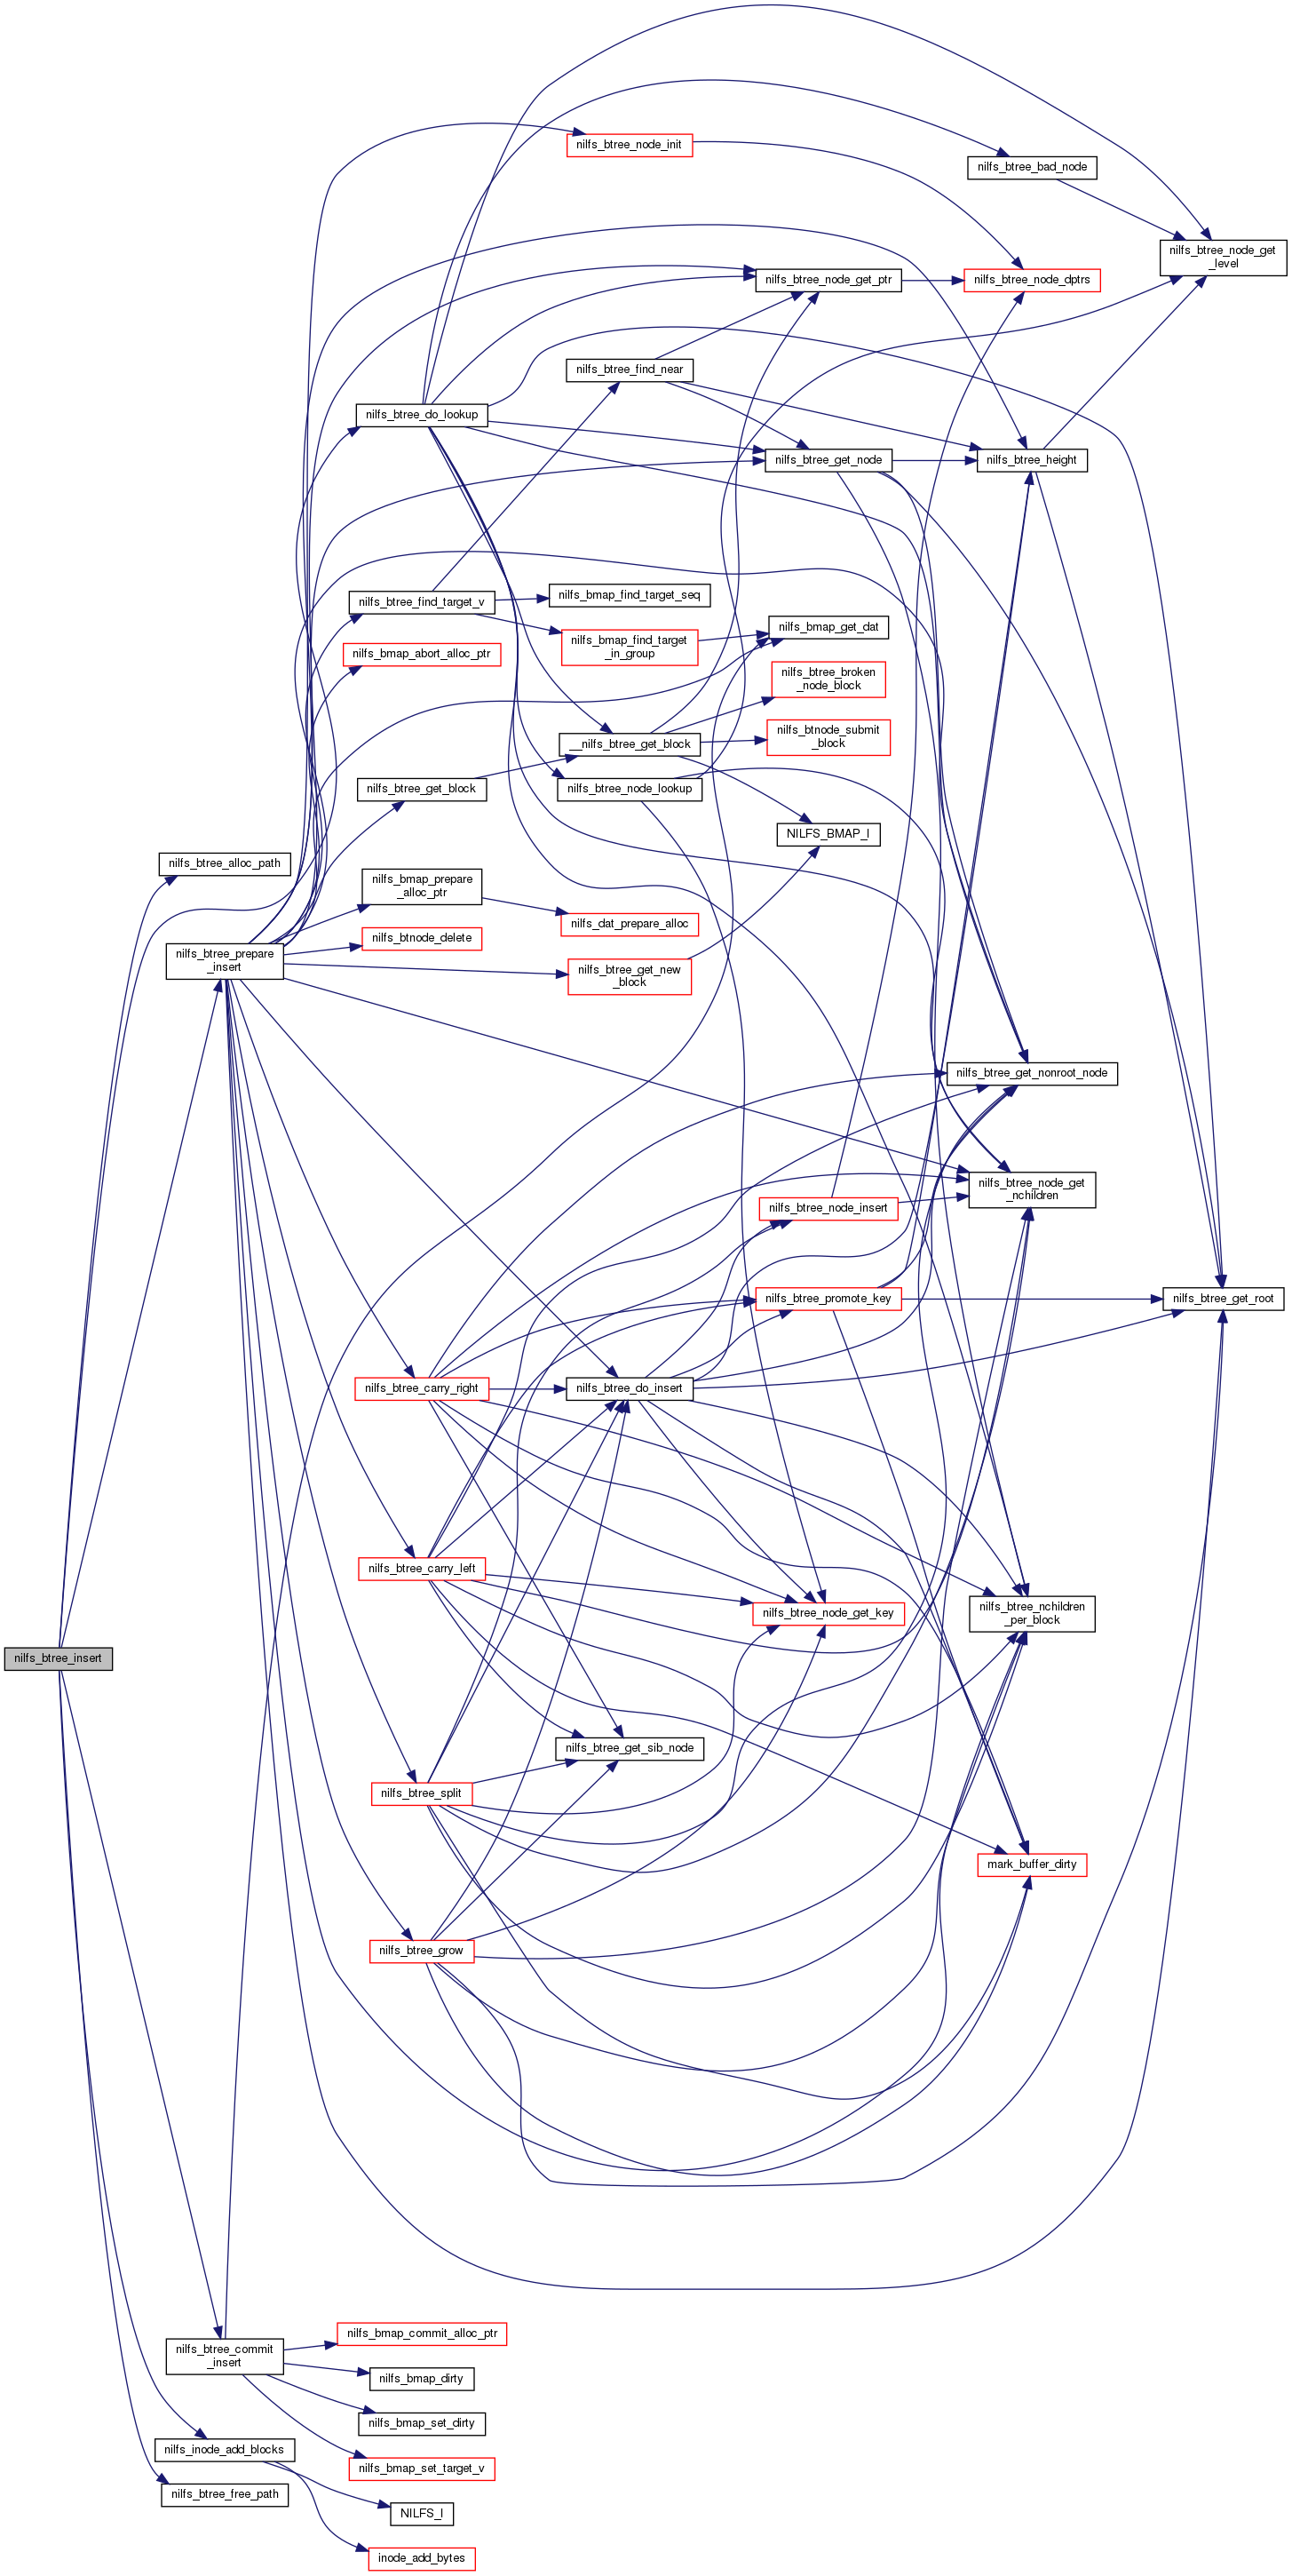 nilfs_btree_node_init
nilfs_btree_bad_node
nilfs_btree_node_get
_level
nilfs_btree_node_get_ptr
nilfs_btree_node_dptrs
nilfs_btree_find_near
nilfs_btree_do_lookup
nilfs_btree_get_node
nilfs_btree_height
nilfs_btree_find_target_v
nilfs_bmap_find_target_seq
nilfs_bmap_get_dat
nilfs_bmap_find_target
_in_group
nilfs_bmap_abort_alloc_ptr
nilfs_btree_broken
_node_block
nilfs_btnode_submit
_block
__nilfs_btree_get_block
nilfs_btree_get_block
nilfs_btree_node_lookup
NILFS_BMAP_I
nilfs_btree_alloc_path
nilfs_bmap_prepare
_alloc_ptr
nilfs_dat_prepare_alloc
nilfs_btnode_delete
nilfs_btree_prepare
_insert
nilfs_btree_get_new
_block
nilfs_btree_get_nonroot_node
nilfs_btree_node_get
_nchildren
nilfs_btree_node_insert
nilfs_btree_promote_key
nilfs_btree_get_root
nilfs_btree_carry_right
nilfs_btree_do_insert
nilfs_btree_carry_left
nilfs_btree_node_get_key
nilfs_btree_nchildren
_per_block
nilfs_btree_insert
nilfs_btree_get_sib_node
nilfs_btree_split
mark_buffer_dirty
nilfs_btree_grow
nilfs_bmap_commit_alloc_ptr
nilfs_btree_commit
_insert
nilfs_bmap_dirty
nilfs_bmap_set_dirty
nilfs_inode_add_blocks
nilfs_bmap_set_target_v
nilfs_btree_free_path
NILFS_I
inode_add_bytes